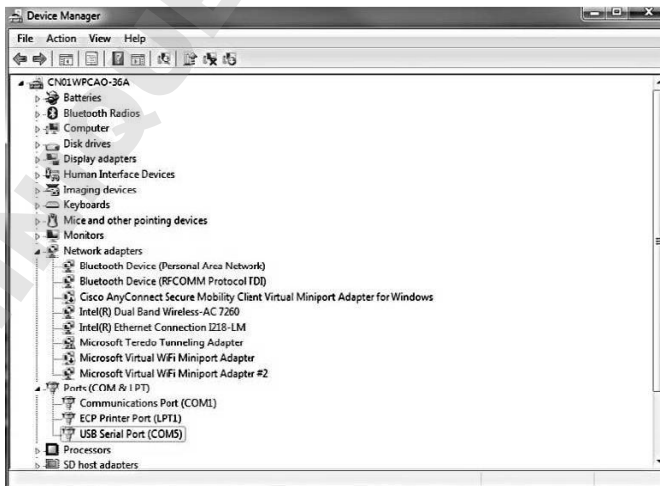 Device Manager
File Action View Help
CN01WPCAO-36A
Batteries
Bluetooth Radios
Computer
Disk drives
Display adapters
Human Interface Devices
Imaging devices
Keyboards
Mice and other pointing devices
Monitors
Network adapters
Bluetooth Device (Personal Area Network)
Bluetooth Device (RFCOMM Protocol TDI)
Cisco AnyConnect Secure Mobility Client Virtual Miniport Adapter for Windows
Intel(R) Dual Band Wireless-AC 7260
Intel(R) Ethernet Connection I218-LM
Microsoft Teredo Tunneling Adapter
Microsoft Virtual WiFi Miniport Adapter
Microsoft Virtual WiFi Miniport Adapter #2
Ports (COM & LPT)
Communications Port (COM1)
ECP Printer Port (LPT1)
USB Serial Port (COM5)
Processors
SD host adapters